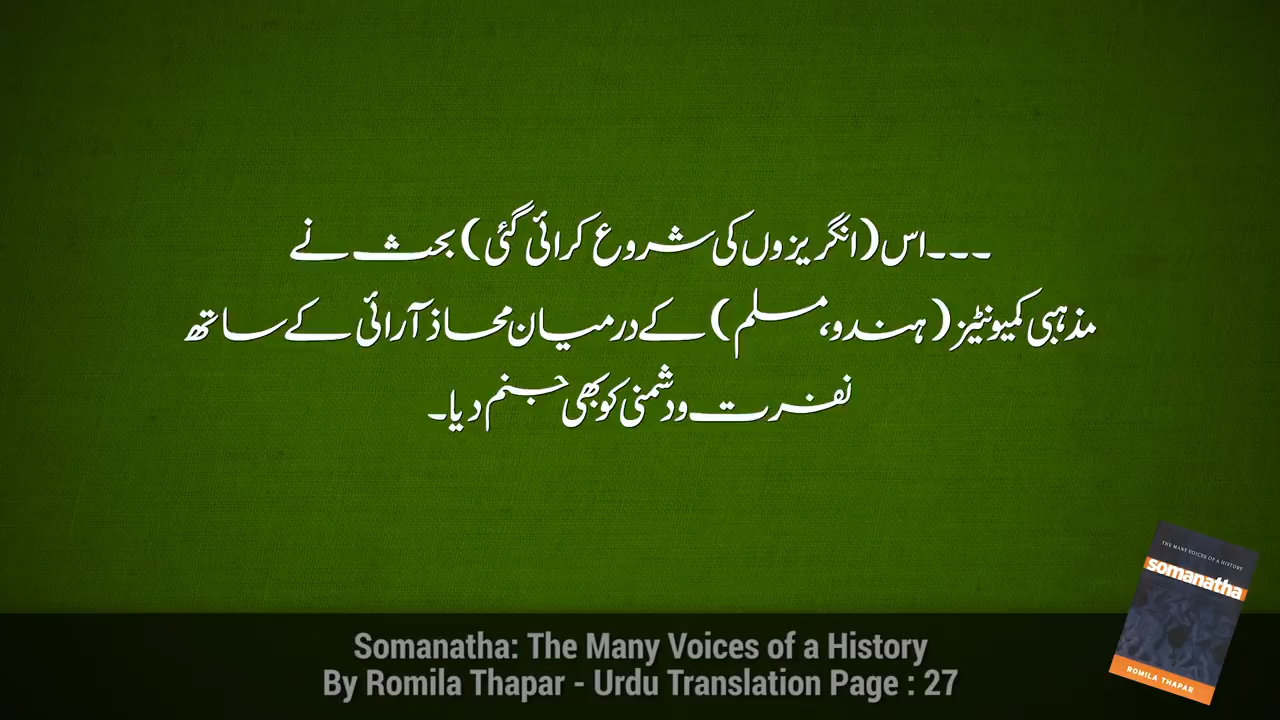 ۔۔۔اس (انگریزوں کی شروع کرائی گئی) بحث نے
مذہبی کمیونٹیز (ہندو، مسلم) کے درمیان محاذ آرائی کے ساتھ
نفرت ودشمنی کو بھی جنم دیا۔
THE MANY VOICES OF A HISTORY
somanatha
ROMILA THAPAR
Somanatha: The Many Voices of a History
By Romila Thapar - Urdu Translation Page : 27